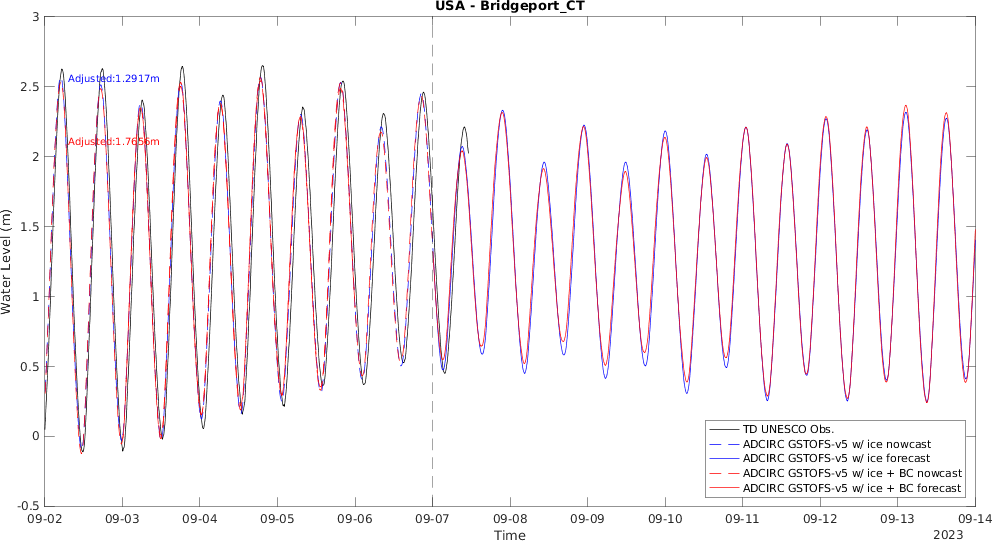 USA - Bridgeport_CT
3
2.5
2
1.5
1
0.5
0
-0.5
Water Level (m)
Adjusted:1.2917m
Adjusted:1.7656m
TD UNESCO Obs.
ADCIRC GSTOFS-v5 w/ ice nowcast
ADCIRC GSTOFS-v5 w/ ice forecast
ADCIRC GSTOFS-v5 w/ ice + BC nowcast
ADCIRC GSTOFS-v5 w/ ice + BC forecast
09-02 09-03 09-04 09-05 09-06 09-07 09-08 09-09 09-10 09-11 09-12 09-13 09-14
Time
2023